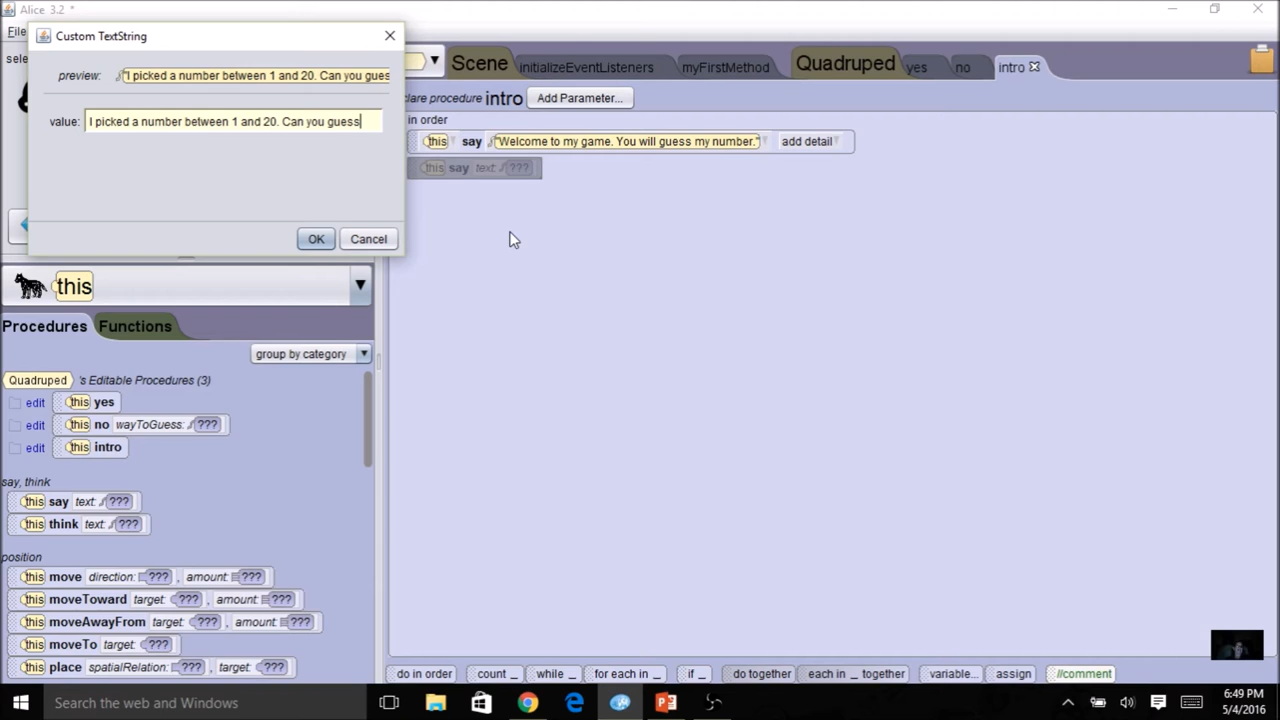 Alice 3.2 *
File
Custom TextString
preview: "I picked a number between 1 and 20. Can you gues
value: I picked a number between 1 and 20. Can you guess
OK Cancel
Scene initializeEventListeners myFirstMethod Quadruped yes no intro
clare procedure intro Add Parameter...
in order
this say "Welcome to my game. You will guess my number." add detail
this say text: ???
this
Procedures Functions
group by category
Quadruped 's Editable Procedures (3)
edit this yes
edit this no wayToGuess: ???
edit this intro
say, think
this say text: ???
this think text: ???
position
this move direction: ??? , amount: ???
this moveToward target: ??? , amount: ???
this moveAwayFrom target: ??? , amount: ???
this moveTo target: ???
this place spatialRelation: ??? , target: ???
do in order count _ while _ for each in _ if _ do together each in _ together variable... assign //comment
Search the web and Windows
6:49 PM
5/4/2016